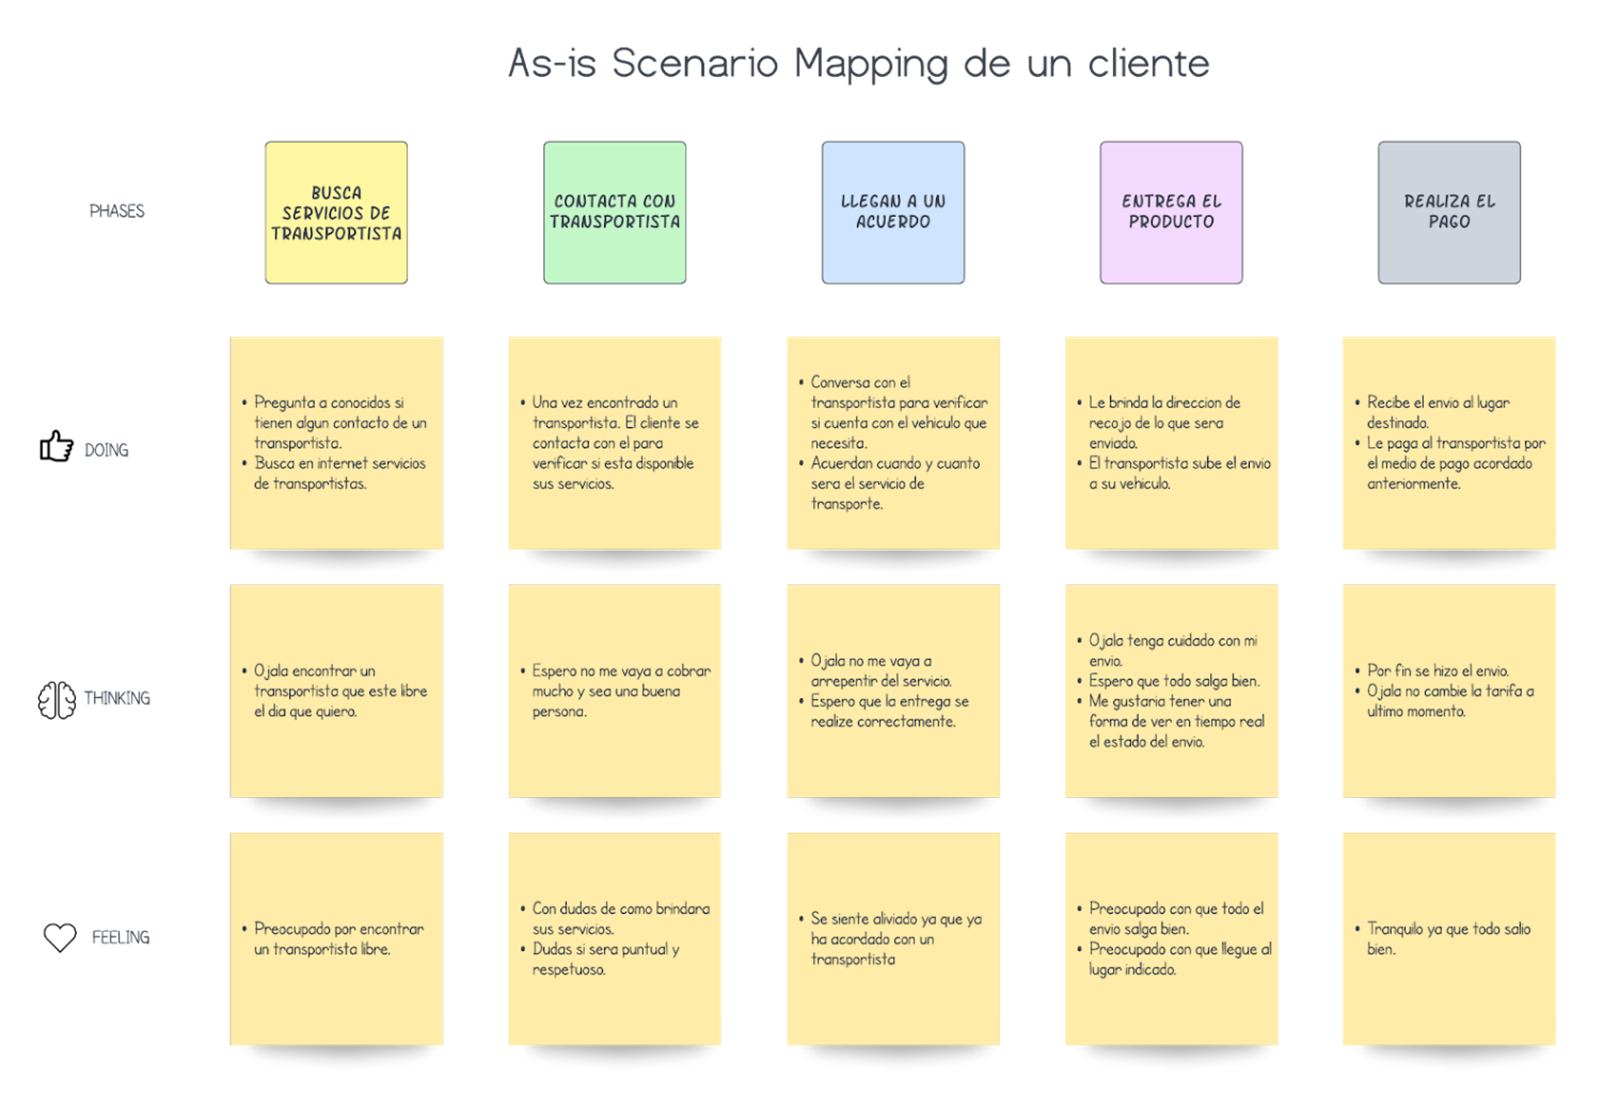 As-is Scenario Mapping de un cliente
PHASES
BUSCA
SERVICIOS DE
TRANSPORTISTA
CONTACTA CON
TRANSPORTISTA
LLEGAN A UN
ACUERDO
ENTREGA EL
PRODUCTO
REALIZA EL
PAGO
DOING
• Pregunta a conocidos si
tienen algun contacto de un
transportista.
• Busca en internet servicios
de transportistas.
• Una vez encontrado un
transportista. El cliente se
contacta con el para
verificar si esta disponible
sus servicios.
• Conversa con el
transportista para verificar
si cuenta con el vehiculo que
necesita.
• Acuerdan cuando y cuanto
sera el servicio de
transporte.
• Le brinda la direccion de
recojo de lo que sera
enviado.
• El transportista sube el envio
a su vehiculo.
• Recibe el envio al lugar
destinado.
• Le paga al transportista por
el medio de pago acordado
anteriormente.
THINKING
• Ojala encontrar un
transportista que este libre
el dia que quiero.
• Espero no me vaya a cobrar
mucho y sea una buena
persona.
• Ojala no me vaya a
arrepentir del servicio.
• Espero que la entrega se
realize correctamente.
• Ojala tenga cuidado con mi
envio.
• Espero que todo salga bien.
• Me gustaria tener una
forma de ver en tiempo real
el estado del envio.
• Por fin se hizo el envio.
• Ojala no cambie la tarifa a
ultimo momento.
FEELING
• Preocupado por encontrar
un transportista libre.
• Con dudas de como brindara
sus servicios.
• Dudas si sera puntual y
respetuoso.
• Se siente aliviado ya que ya
ha acordado con un
transportista
• Preocupado con que todo el
envio salga bien.
• Preocupado con que llegue al
lugar indicado.
• Tranquilo ya que todo salio
bien.